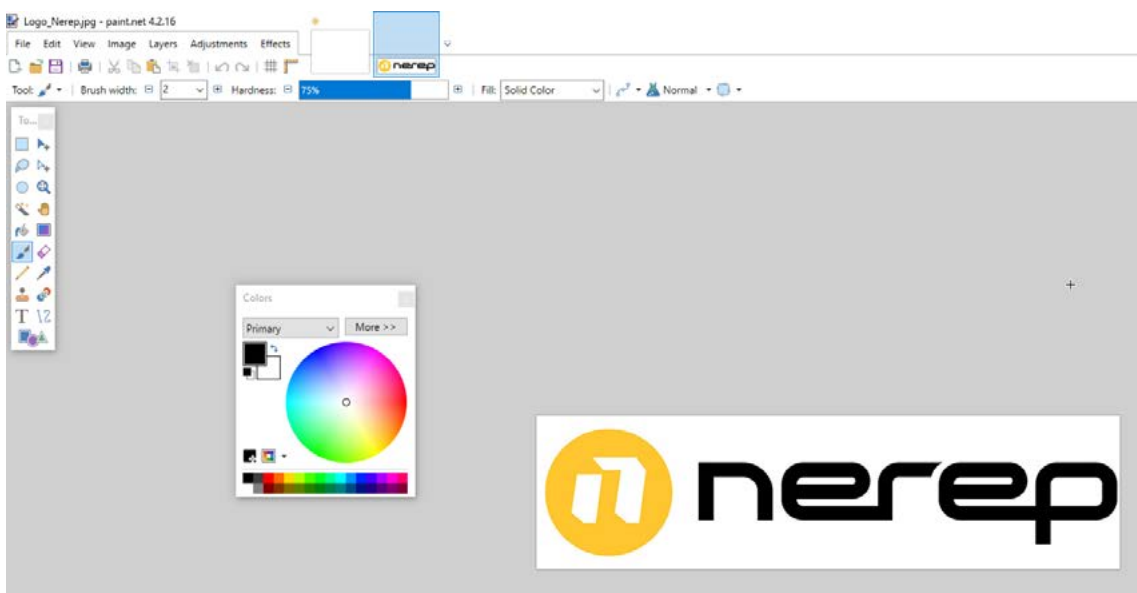 Logo_Nerep.jpg - paint.net 4.2.16
File Edit View Image Layers Adjustments Effects
nerep
Tool: Brush width: 2 Hardness: 75% Fill: Solid Color Normal
To...
Colors
Primary More >>
nerep